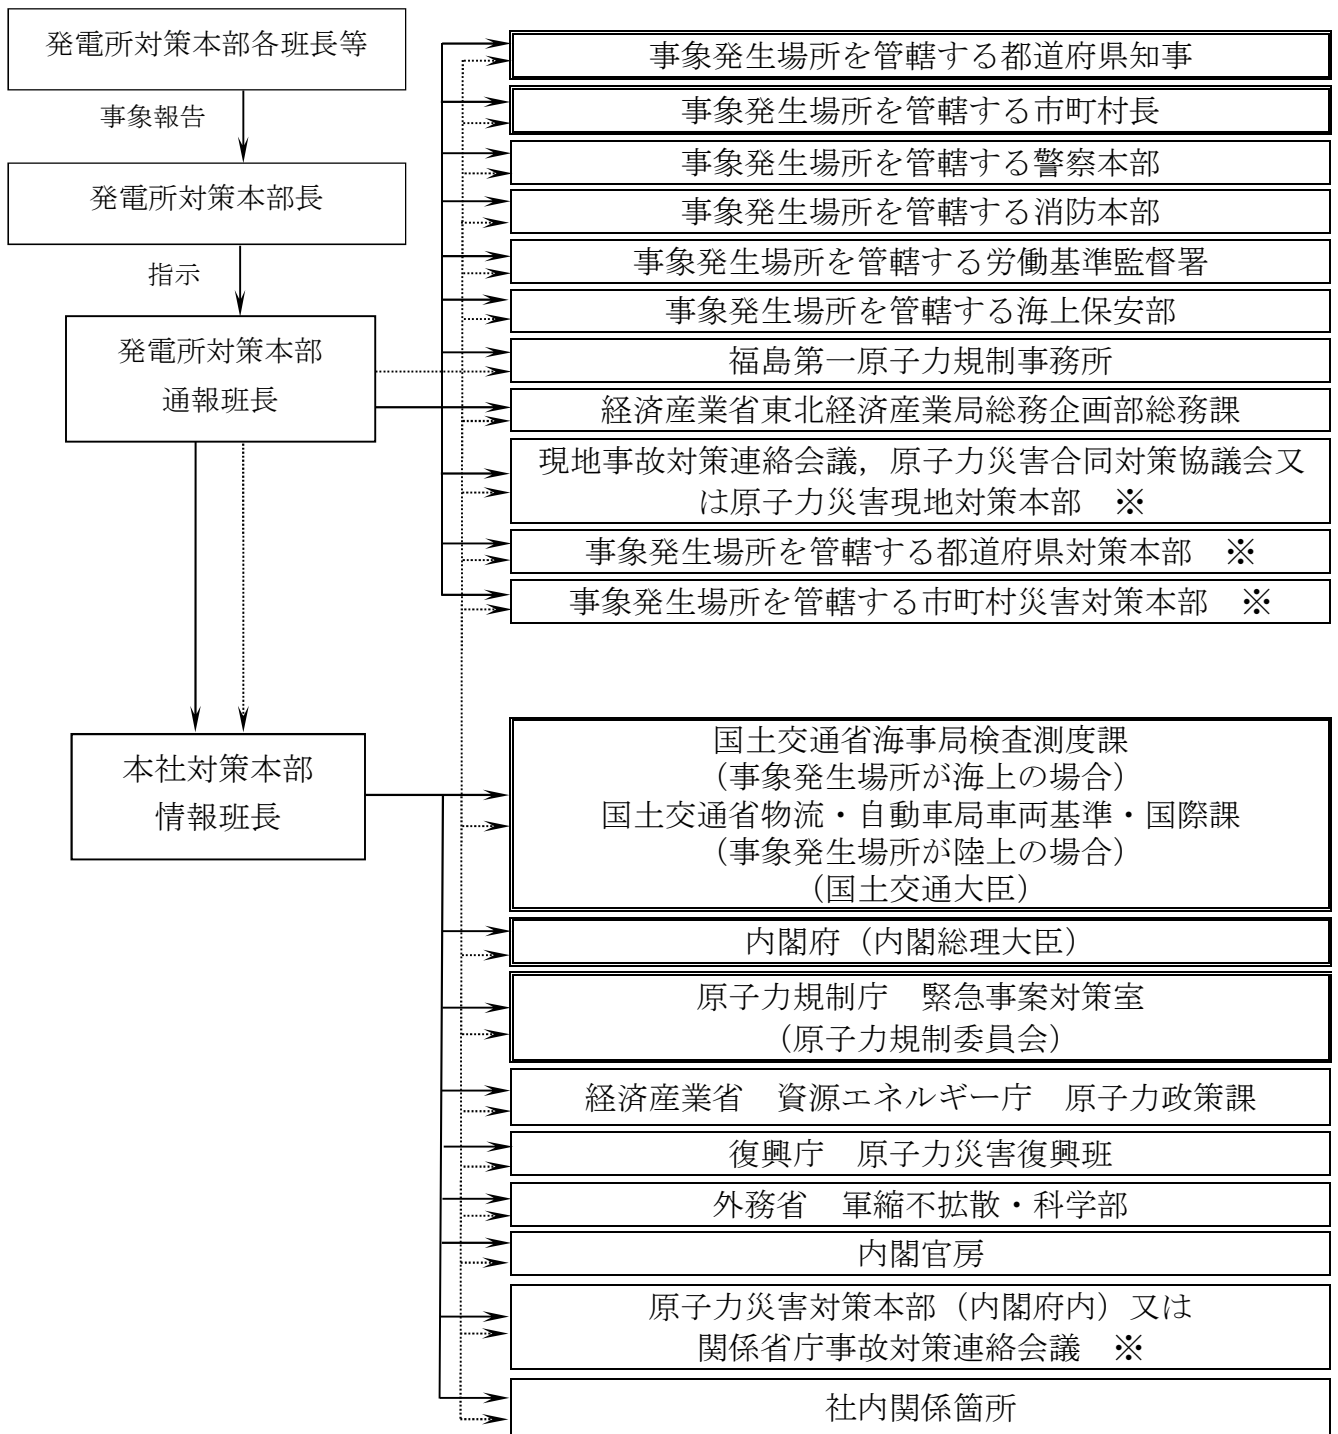 発電所対策本部各班長等
事象報告
発電所対策本部長
指示
発電所対策本部
通報班長
本社対策本部
情報班長
事象発生場所を管轄する都道府県知事
事象発生場所を管轄する市町村長
事象発生場所を管轄する警察本部
事象発生場所を管轄する消防本部
事象発生場所を管轄する労働基準監督署
事象発生場所を管轄する海上保安部
福島第一原子力規制事務所
経済産業省東北経済産業局総務企画部総務課
現地事故対策連絡会議，原子力災害合同対策協議会又
は原子力災害現地対策本部　※
事象発生場所を管轄する都道府県対策本部　※
事象発生場所を管轄する市町村災害対策本部　※
国土交通省海事局検査測度課
（事象発生場所が海上の場合）
国土交通省物流・自動車局車両基準・国際課
（事象発生場所が陸上の場合）
（国土交通大臣）
内閣府（内閣総理大臣）
原子力規制庁　緊急事案対策室
（原子力規制委員会）
経済産業省　資源エネルギー庁　原子力政策課
復興庁　原子力災害復興班
外務省　軍縮不拡散・科学部
内閣官房
原子力災害対策本部（内閣府内）又は
関係省庁事故対策連絡会議　※
社内関係箇所